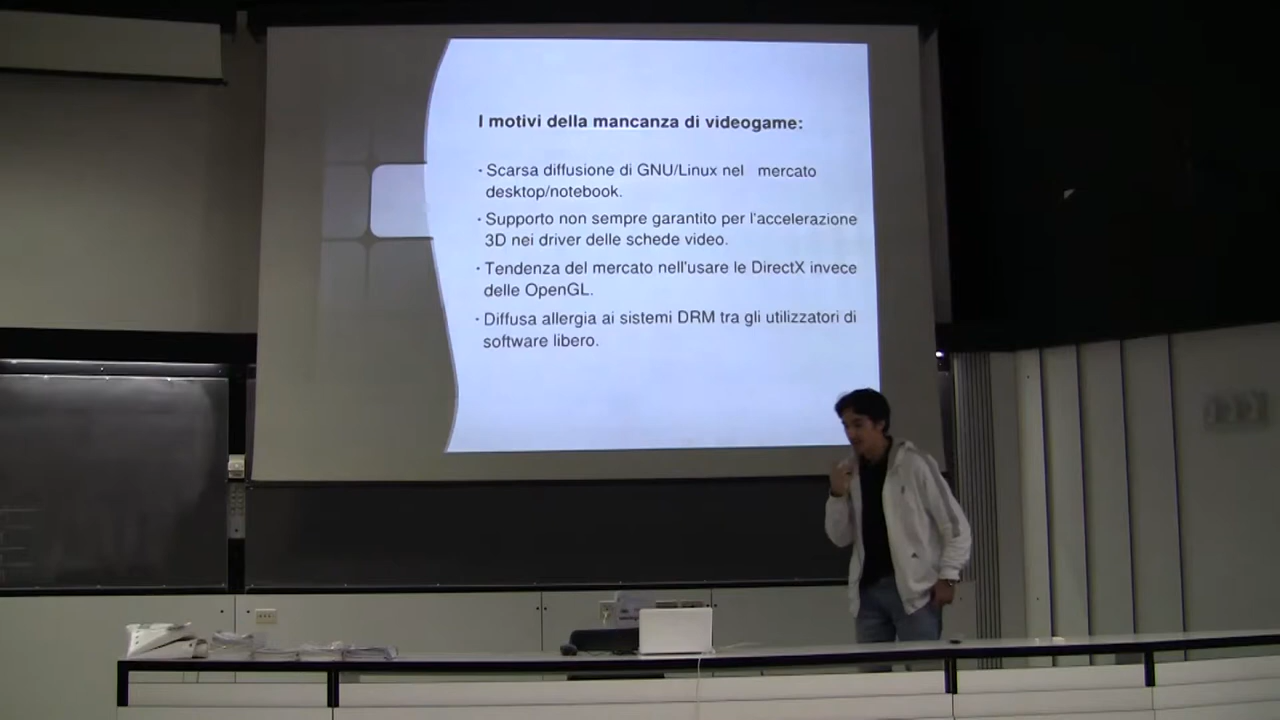 I motivi della mancanza di videogame:
· Scarsa diffusione di GNU/Linux nel mercato
desktop/notebook.
· Supporto non sempre garantito per l'accelerazione
3D nei driver delle schede video.
· Tendenza del mercato nell'usare le DirectX invece
delle OpenGL.
· Diffusa allergia ai sistemi DRM tra gli utilizzatori di
software libero.